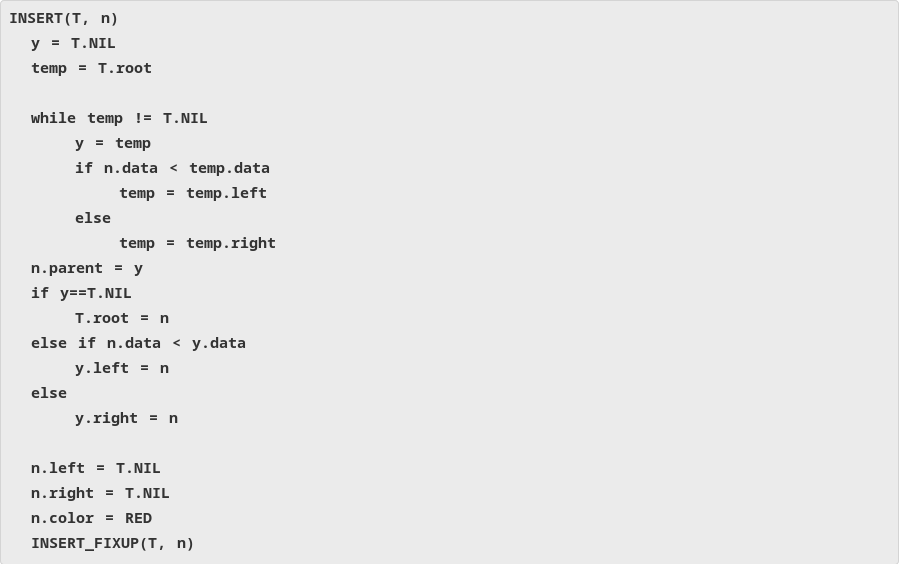 INSERT(T, n)
y = T.NIL
temp = T.root
while temp != T.NIL
y = temp
if n.data < temp.data
temp = temp.left
else
temp = temp.right
n.parent = y
if y==T.NIL
T.root = n
else if n.data < y.data
y.left = n
else
y.right = n
n.left = T.NIL
n.right = T.NIL
n.color = RED
INSERT_FIXUP(T, n)